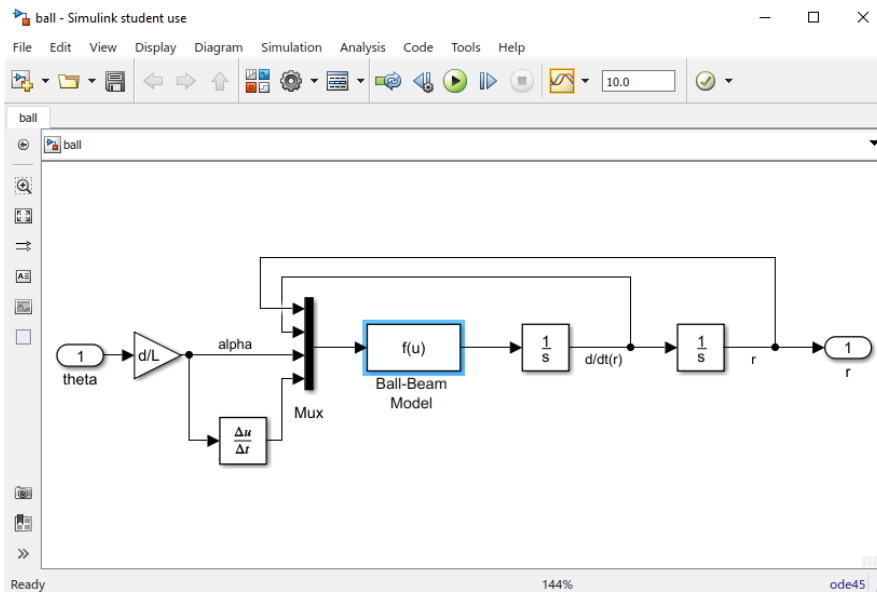 ball - Simulink student use
File Edit View Display Diagram Simulation Analysis Code Tools Help
10.0
ball
ball
1
theta
d/L
alpha
Δu
Δt
Mux
f(u)
Ball-Beam
Model
1
s
d/dt(r)
1
s
r
1
r
Ready 144% ode45